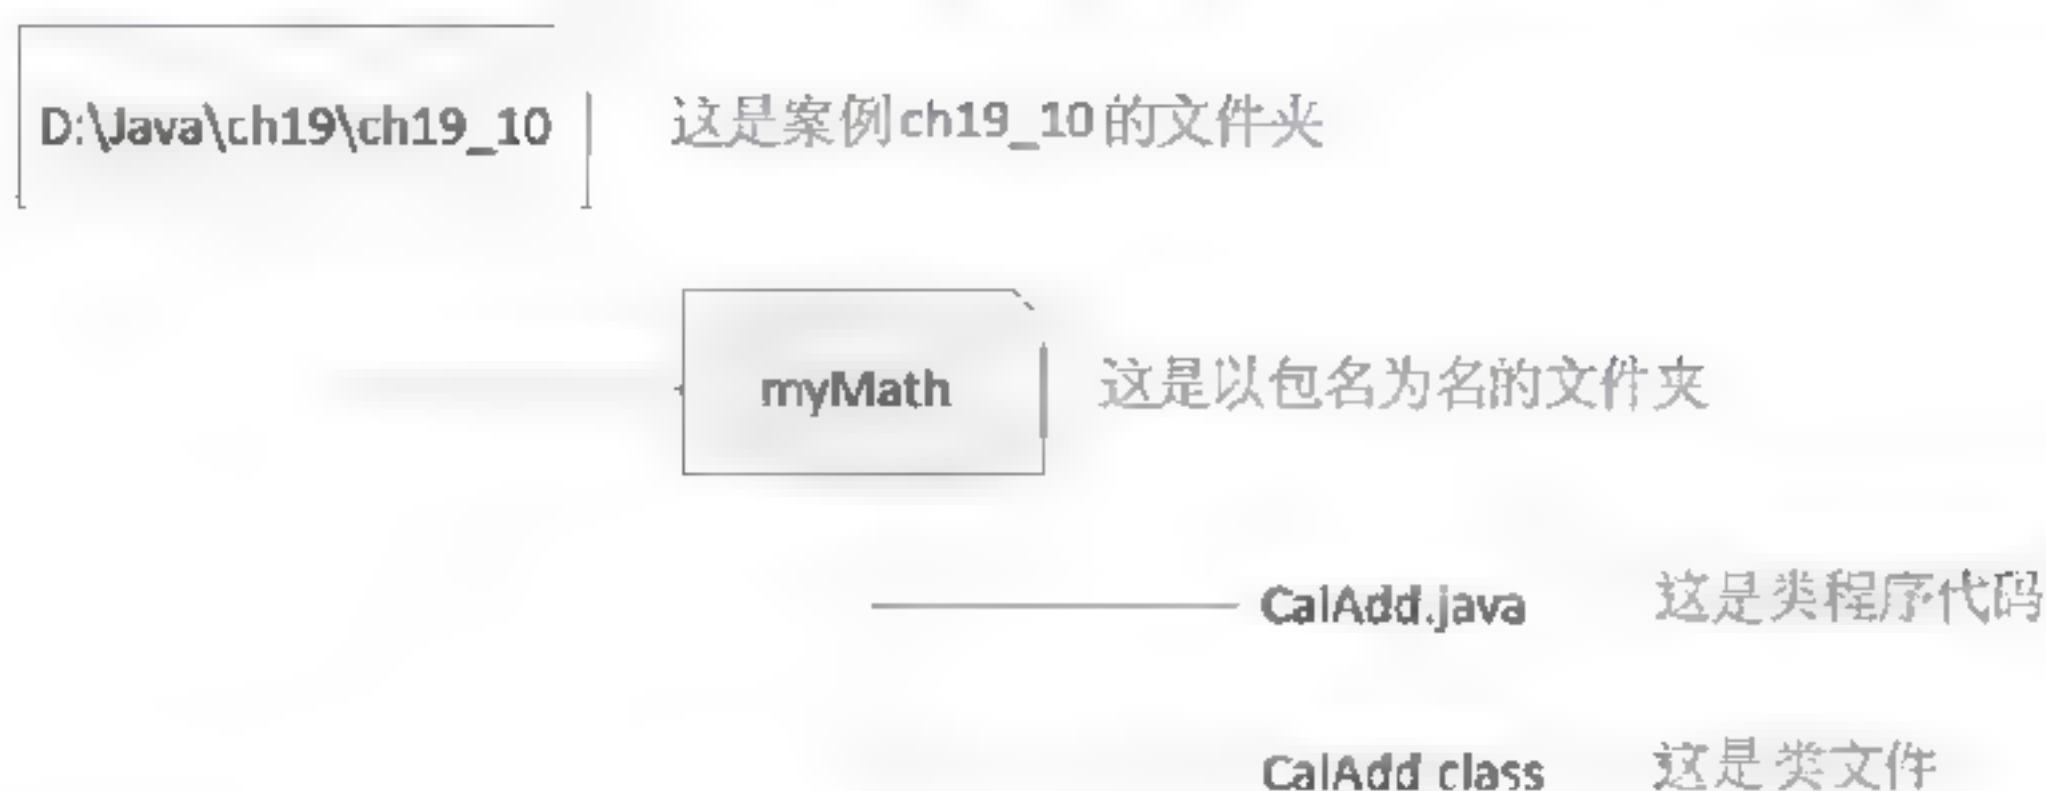 D:\Java\ch19\ch19_10 这是案例ch19_10的文件夹
myMath 这是以包名为名的文件夹
CalAdd.java 这是类程序代码
CalAdd class 这是类文件